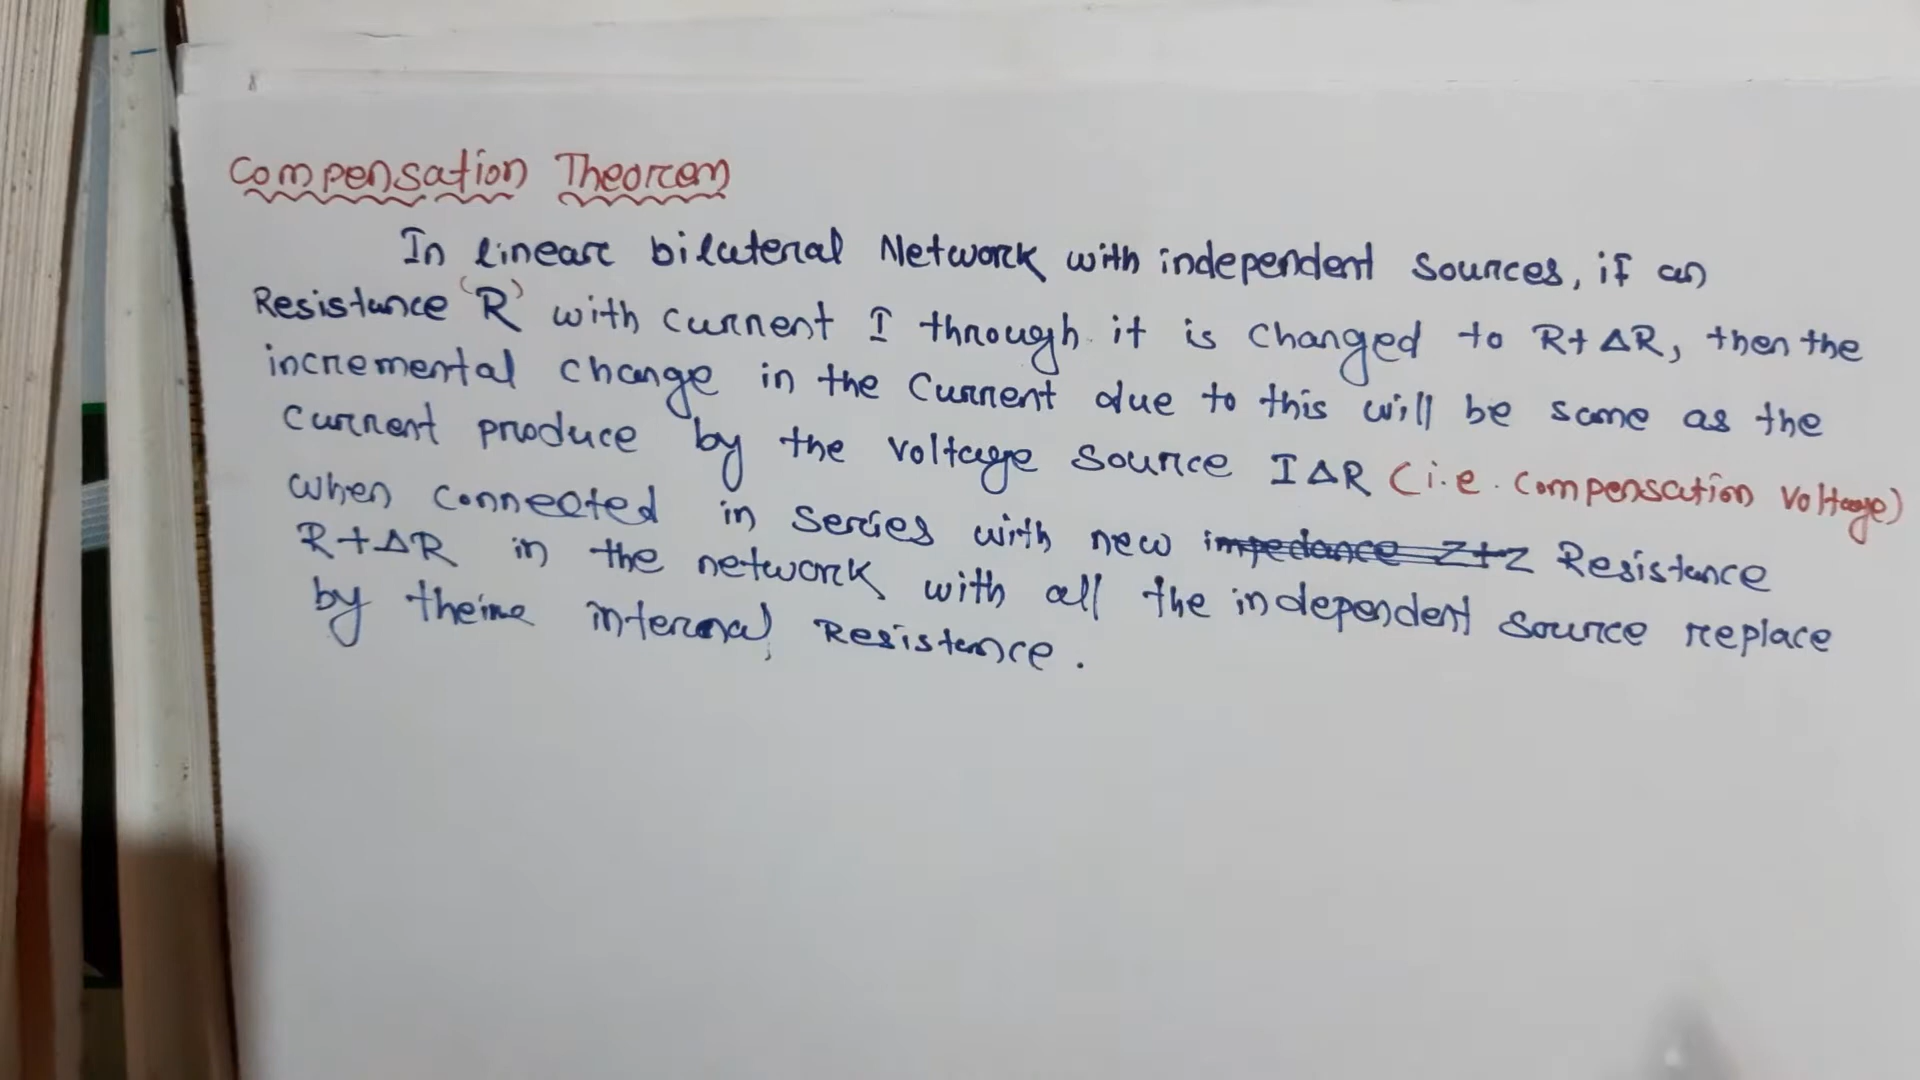 Compensation Theorem
In linear bilateral Network with independent Sources, if an
Resistance 'R' with current I through it is changed to R+ ΔR, then the
incremental change in the Current due to this will be same as the
current produce by the voltage source IΔR (i.e. compensation voltage)
when connected in series with new impedance Z+Z Resistance
R+ΔR in the network with all the independent source replace
by theire internal Resistance.